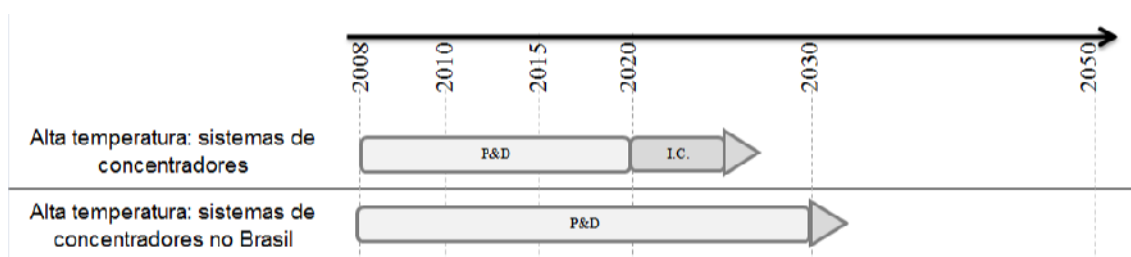 2008 2010 2015 2020 2030 2050
Alta temperatura: sistemas de
concentradores
P&D I.C.
Alta temperatura: sistemas de
concentradores no Brasil
P&D